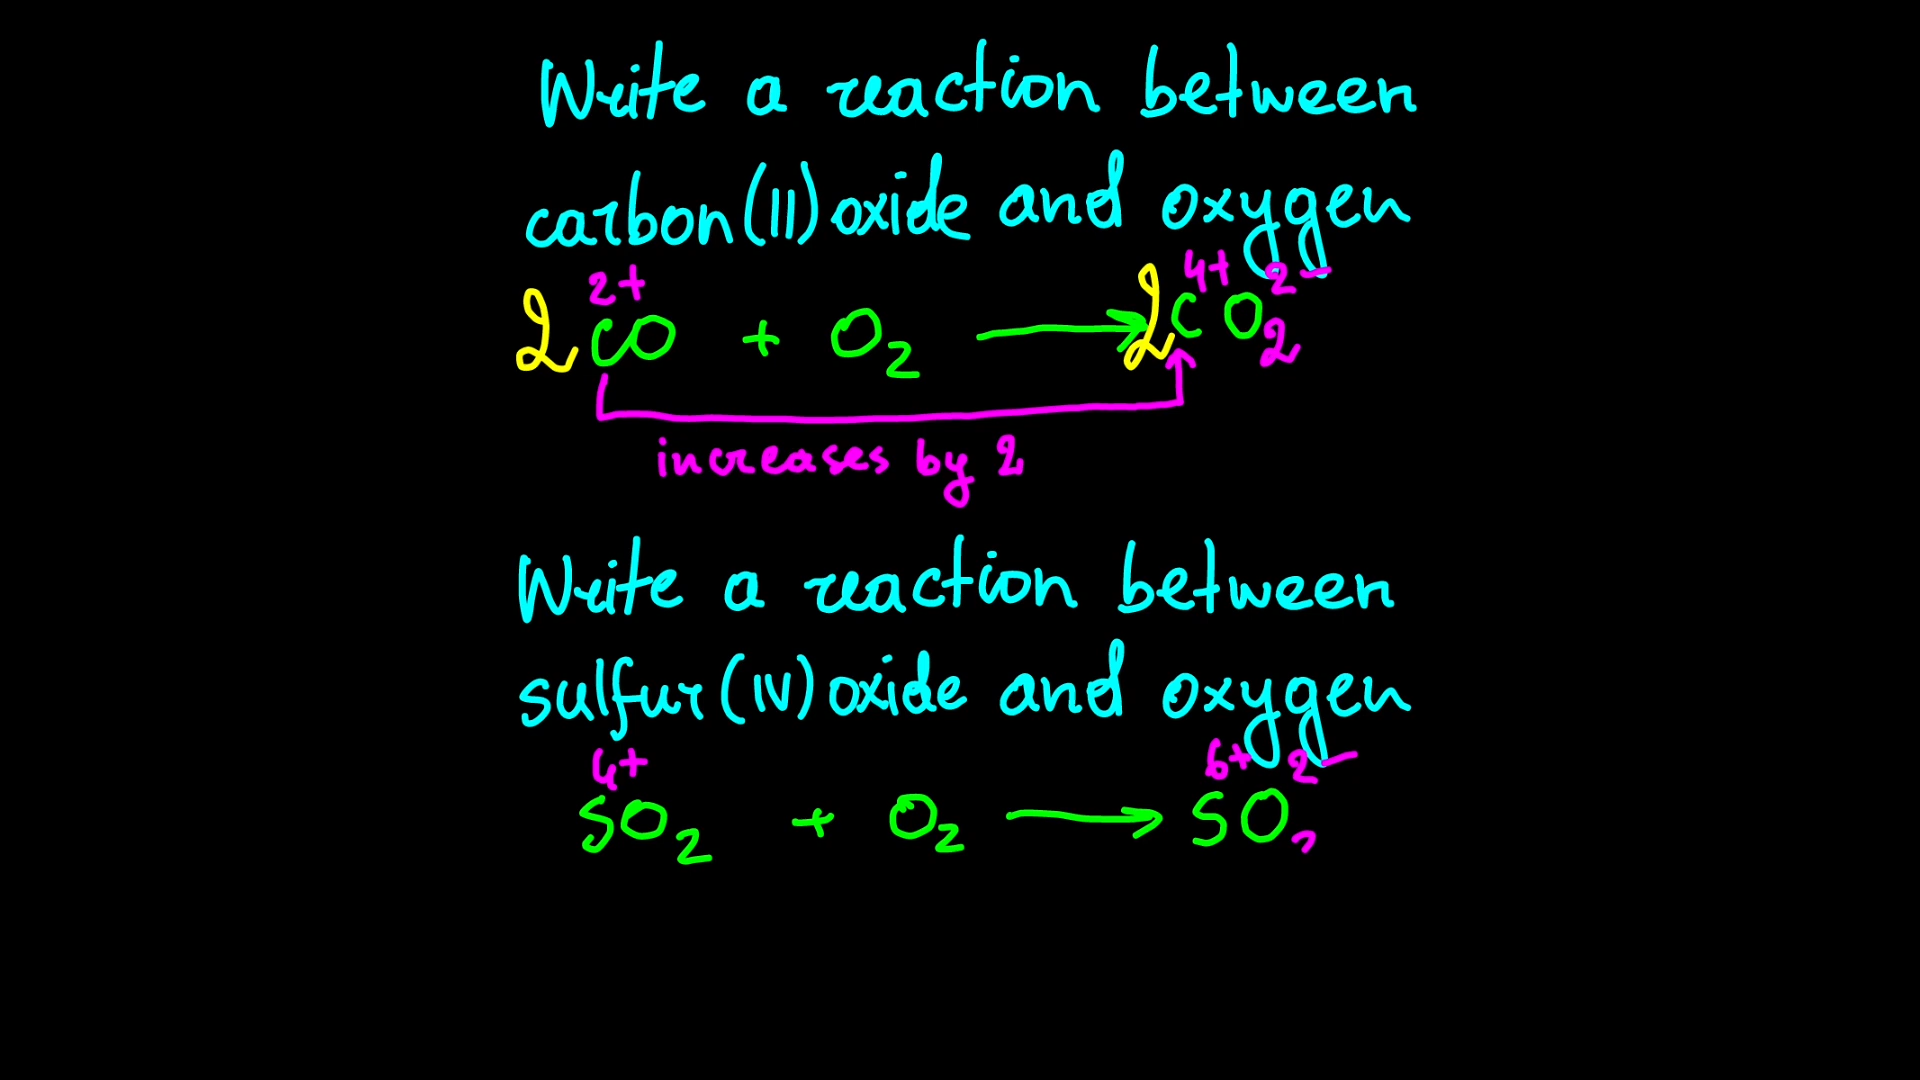 Write a reaction between
carbon(II)oxide and oxygen
2+ 4+ 2-
2CO + O2 → 2CO2
increases by 2
Write a reaction between
sulfur(IV)oxide and oxygen
4+ 6+ 2-
SO2 + O2 → SO